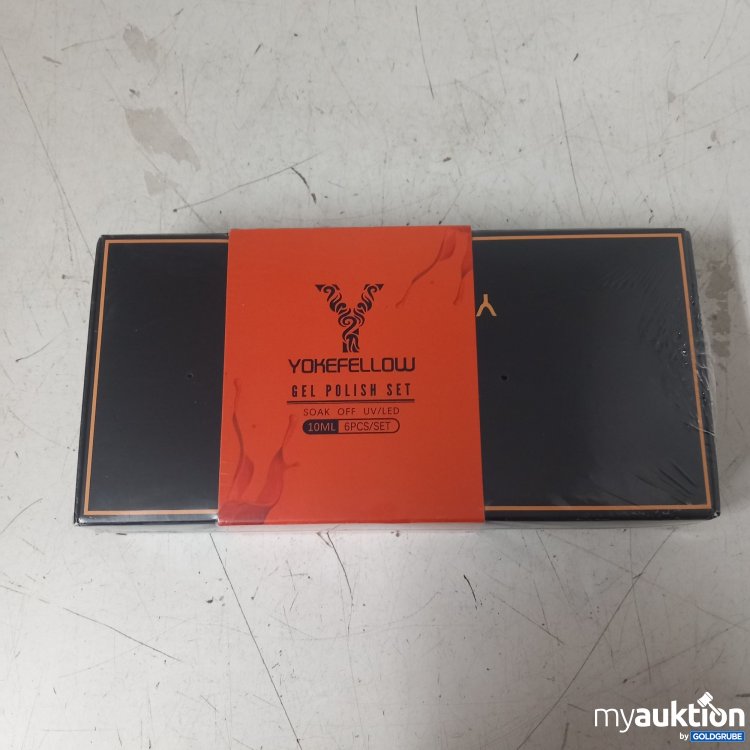 Y
YOKEFELLOW
GEL POLISH SET
SOAK OFF UV/LED
10ML 6PCS/SET
myauktion
by GOLDGRUBE